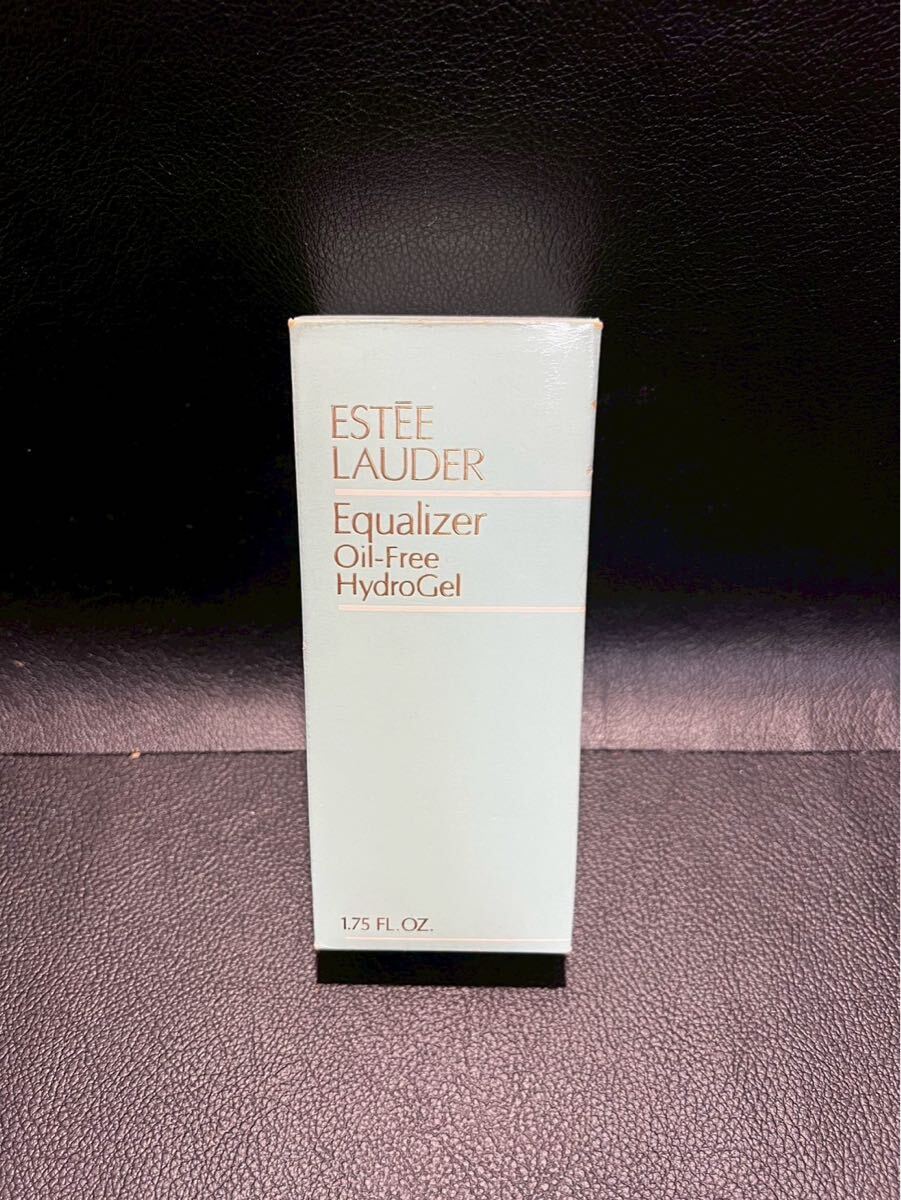 ESTĒE
LAUDER
Equalizer
Oil-Free
HydroGel
1.75 FL. OZ.